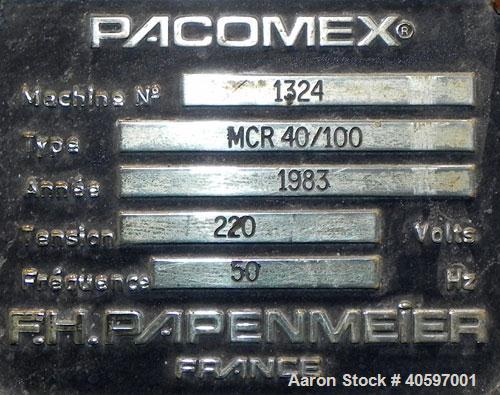 PACOMEX®
Machine Nº 1324
Type MCR 40/100
Année 1983
Tension 220 Volts
Fréquence 50 Hz
F.H. PAPENMEIER
FRANCE
Aaron Stock # 40597001